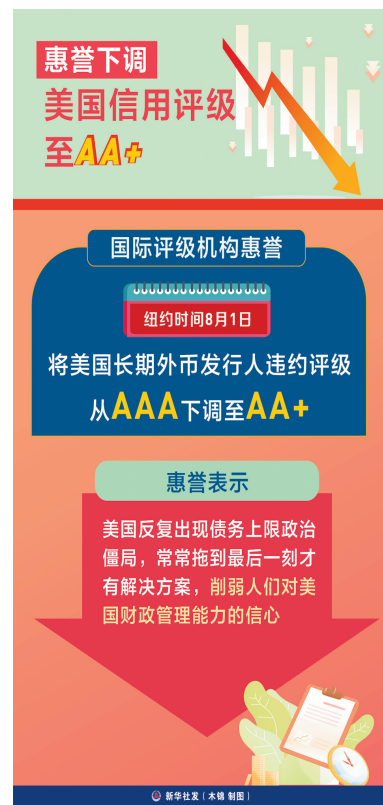 惠誉下调
美国信用评级
至AA+
国际评级机构惠誉
纽约时间8月1日
将美国长期外币发行人违约评级
从AAA下调至AA+
惠誉表示
美国反复出现债务上限政治
僵局，常常拖到最后一刻才
有解决方案，削弱人们对美
国财政管理能力的信心
新华社发（木锦 制图）